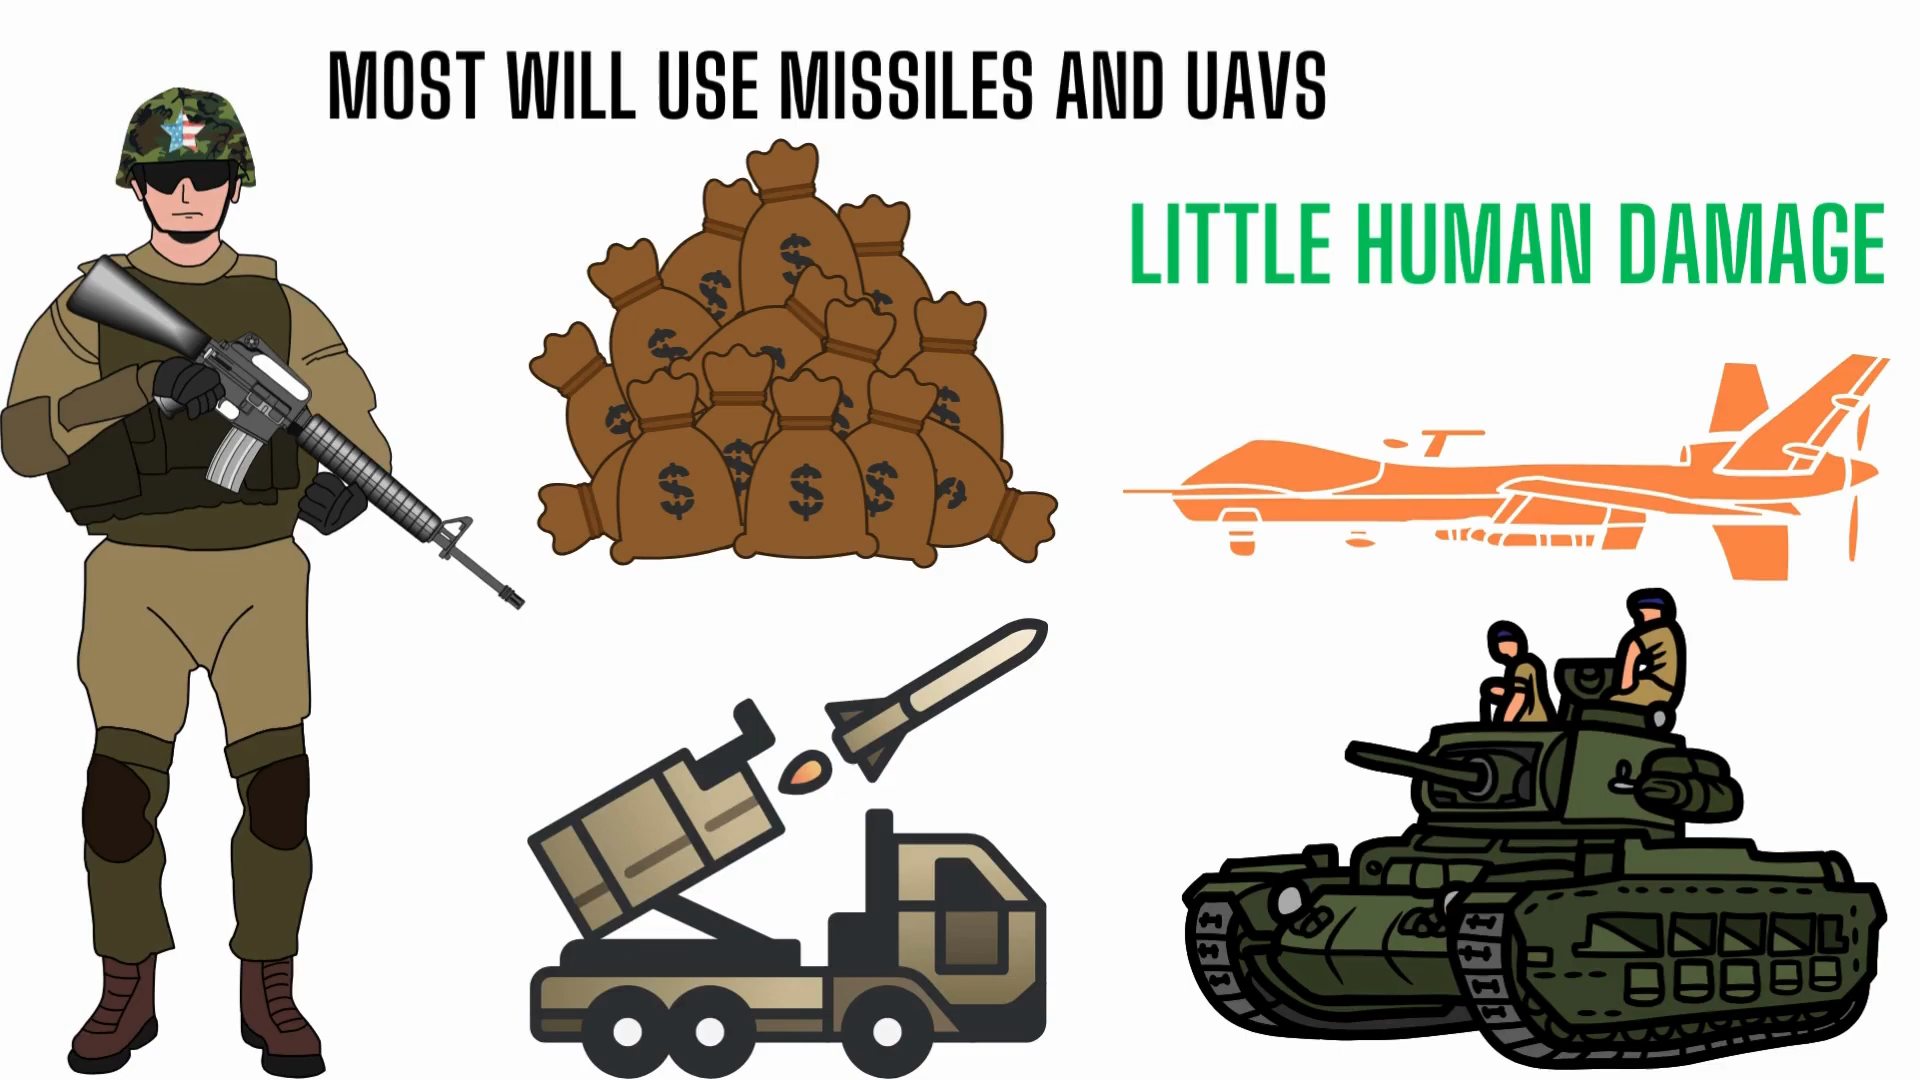 MOST WILL USE MISSILES AND UAVS
LITTLE HUMAN DAMAGE
$ $ $ $ $ $ $ $ $ $ $ $